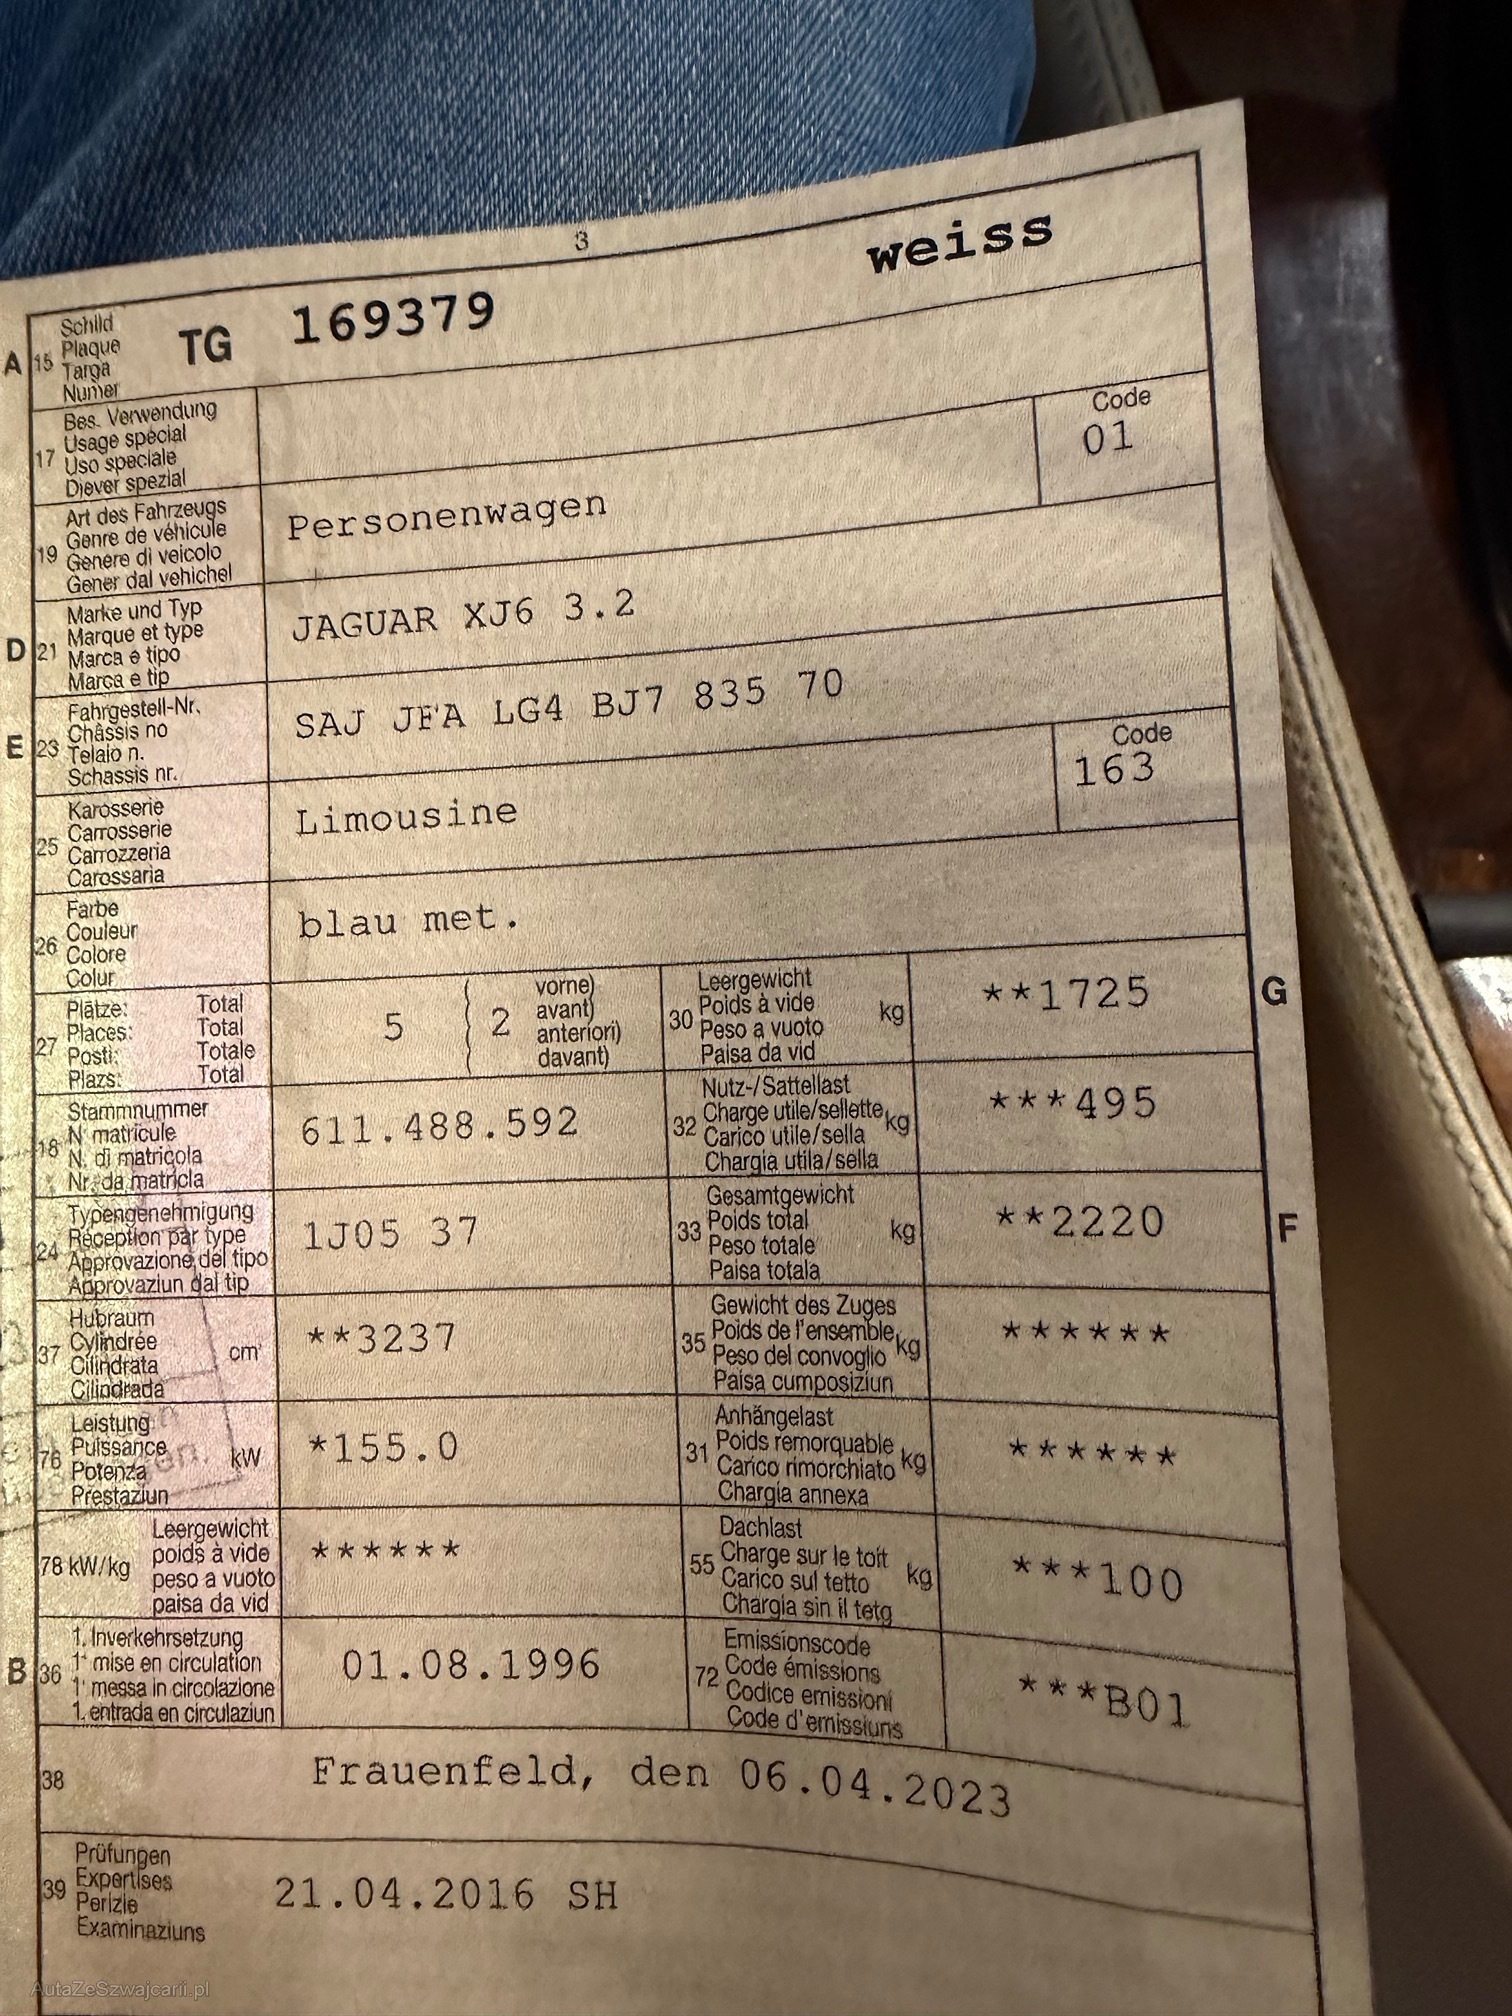 3
A 15 Schild Plaque Targa Numer TG 169379 weiss
17 Bes. Verwendung
Usage spécial
Uso speciale
Diever spezial
19 Art des Fahrzeugs
Genre de véhicule
Genere di veicolo
Gener dal vehichel
Personenwagen
Code
01
D 21 Marke und Typ
Marque et type
Marca e tipo
Marca e tip
JAGUAR XJ6 3.2
E 23 Fahrgestell-Nr.
Châssis no
Telaio n.
Schassis nr.
SAJ JFA LG4 BJ7 835 70
25 Karosserie
Carrosserie
Carrozzeria
Carossaria
Limousine
Code
163
26 Farbe
Couleur
Colore
Colur
blau met.
27 Plätze: Total
Places: Total
Posti: Totale
Plazs: Total
5 ( 2
vorne)
avant)
anteriori)
davant)
30 Leergewicht
Poids à vide
Peso a vuoto
Paisa da vid
kg
**1725
G
18 Stammnummer
N° matricule
N. di matricola
Nr. da matricla
611.488.592
32 Nutz-/Sattellast
Charge utile/sellette
Carico utile/sella
Chargia utila/sella
kg
***495
24 Typengenehmigung
Réception par type
Approvazione del tipo
Approvaziun dal tip
1J05 37
33 Gesamtgewicht
Poids total
Peso totale
Paisa totala
kg
**2220
F
37 Hubraum
Cylindrée
Cilindrata
Cilindrada
cm³
**3237
35 Gewicht des Zuges
Poids de l'ensemble
Peso del convoglio
Paisa cumposiziun
kg
******
76 Leistung
Puissance
Potenza
Prestaziun
kW
*155.0
31 Anhängelast
Poids remorquable
Carico rimorchiato
Chargia annexa
kg
******
78 kW/kg
Leergewicht
poids à vide
peso a vuoto
paisa da vid
******
55 Dachlast
Charge sur le toit
Carico sul tetto
Chargia sin il tetg
kg
***100
B 36 1. Inverkehrsetzung
1° mise en circulation
1° messa in circolazione
1. entrada en circulaziun
01.08.1996
72 Emissionscode
Code émissions
Codice emissioni
Code d'emissiuns
***B01
38 Frauenfeld, den 06.04.2023
39 Prüfungen
Expertises
Perizie
Examinaziuns
21.04.2016 SH
AutaZeSzwajcarii.pl